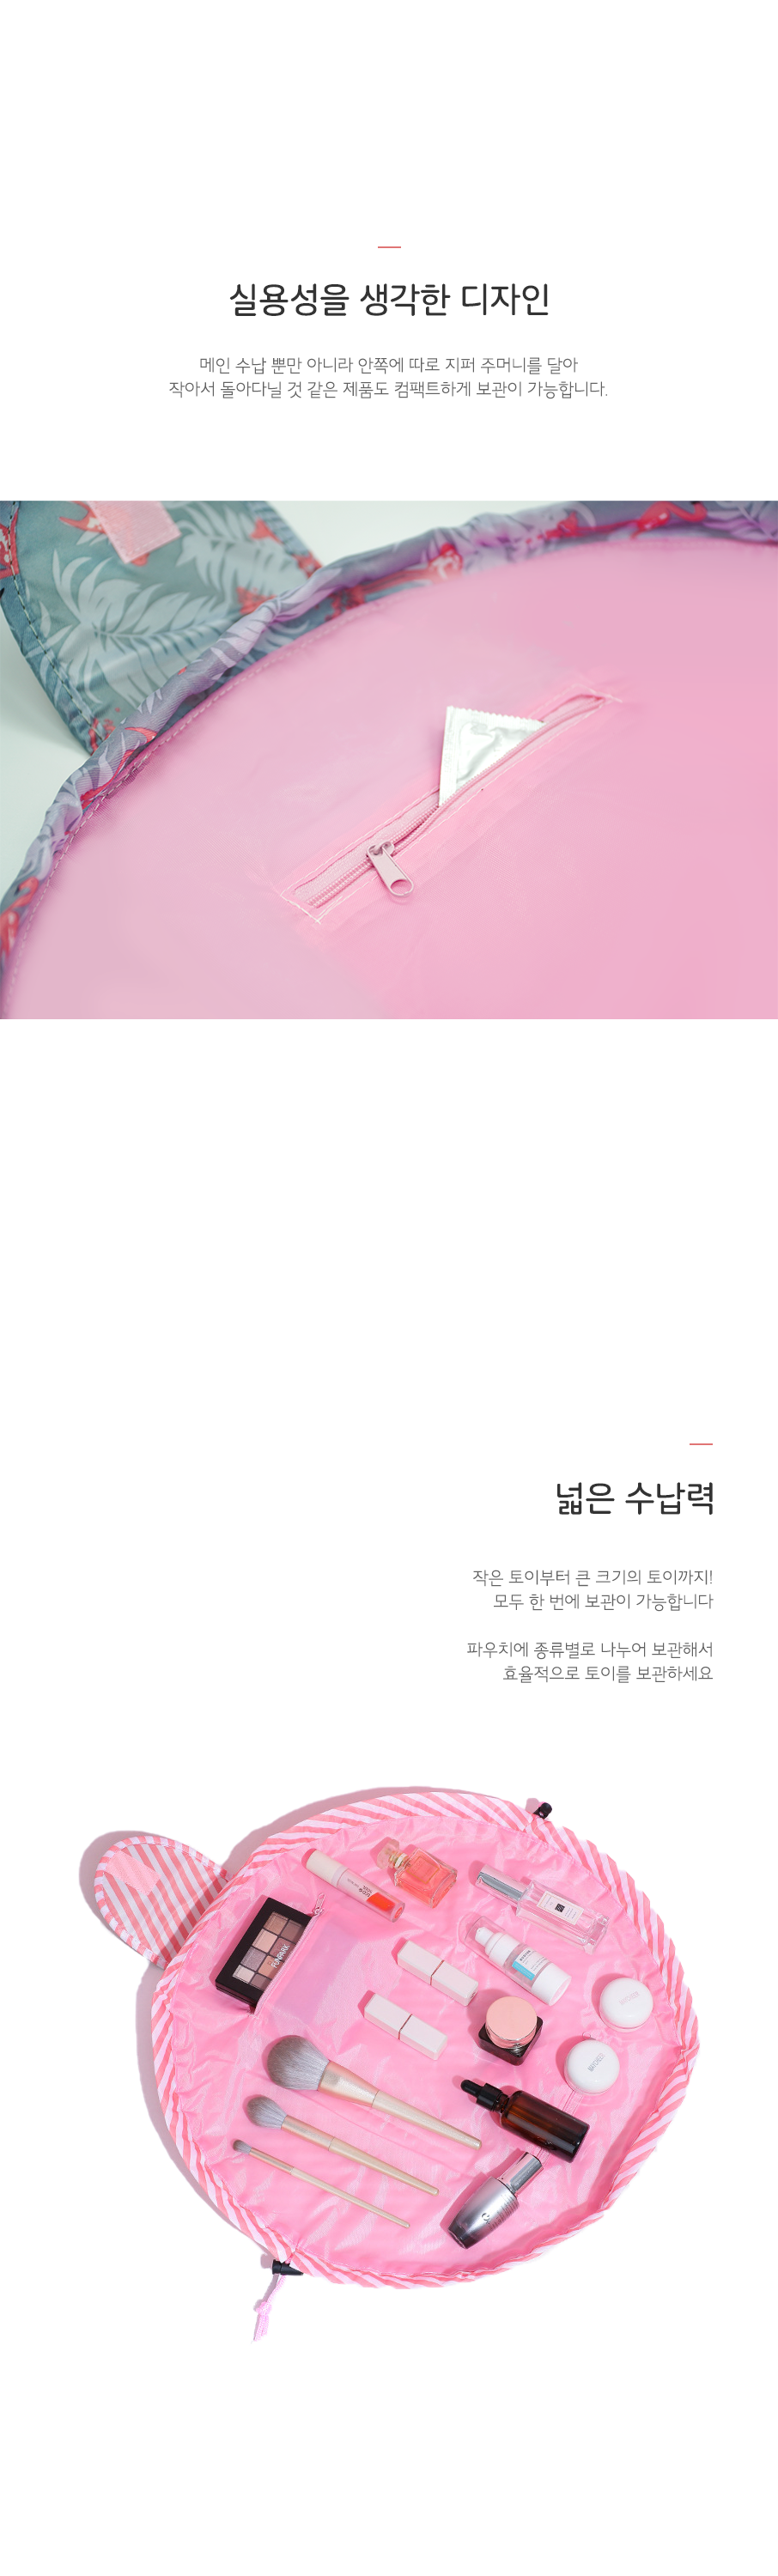 실용성을 생각한 디자인
메인 수납 뿐만 아니라 안쪽에 따로 지퍼 주머니를 달아
작아서 돌아다닐 것 같은 제품도 컴팩트하게 보관이 가능합니다.
넓은 수납력
작은 토이부터 큰 크기의 토이까지!
모두 한 번에 보관이 가능합니다
파우치에 종류별로 나누어 보관해서
효율적으로 토이를 보관하세요